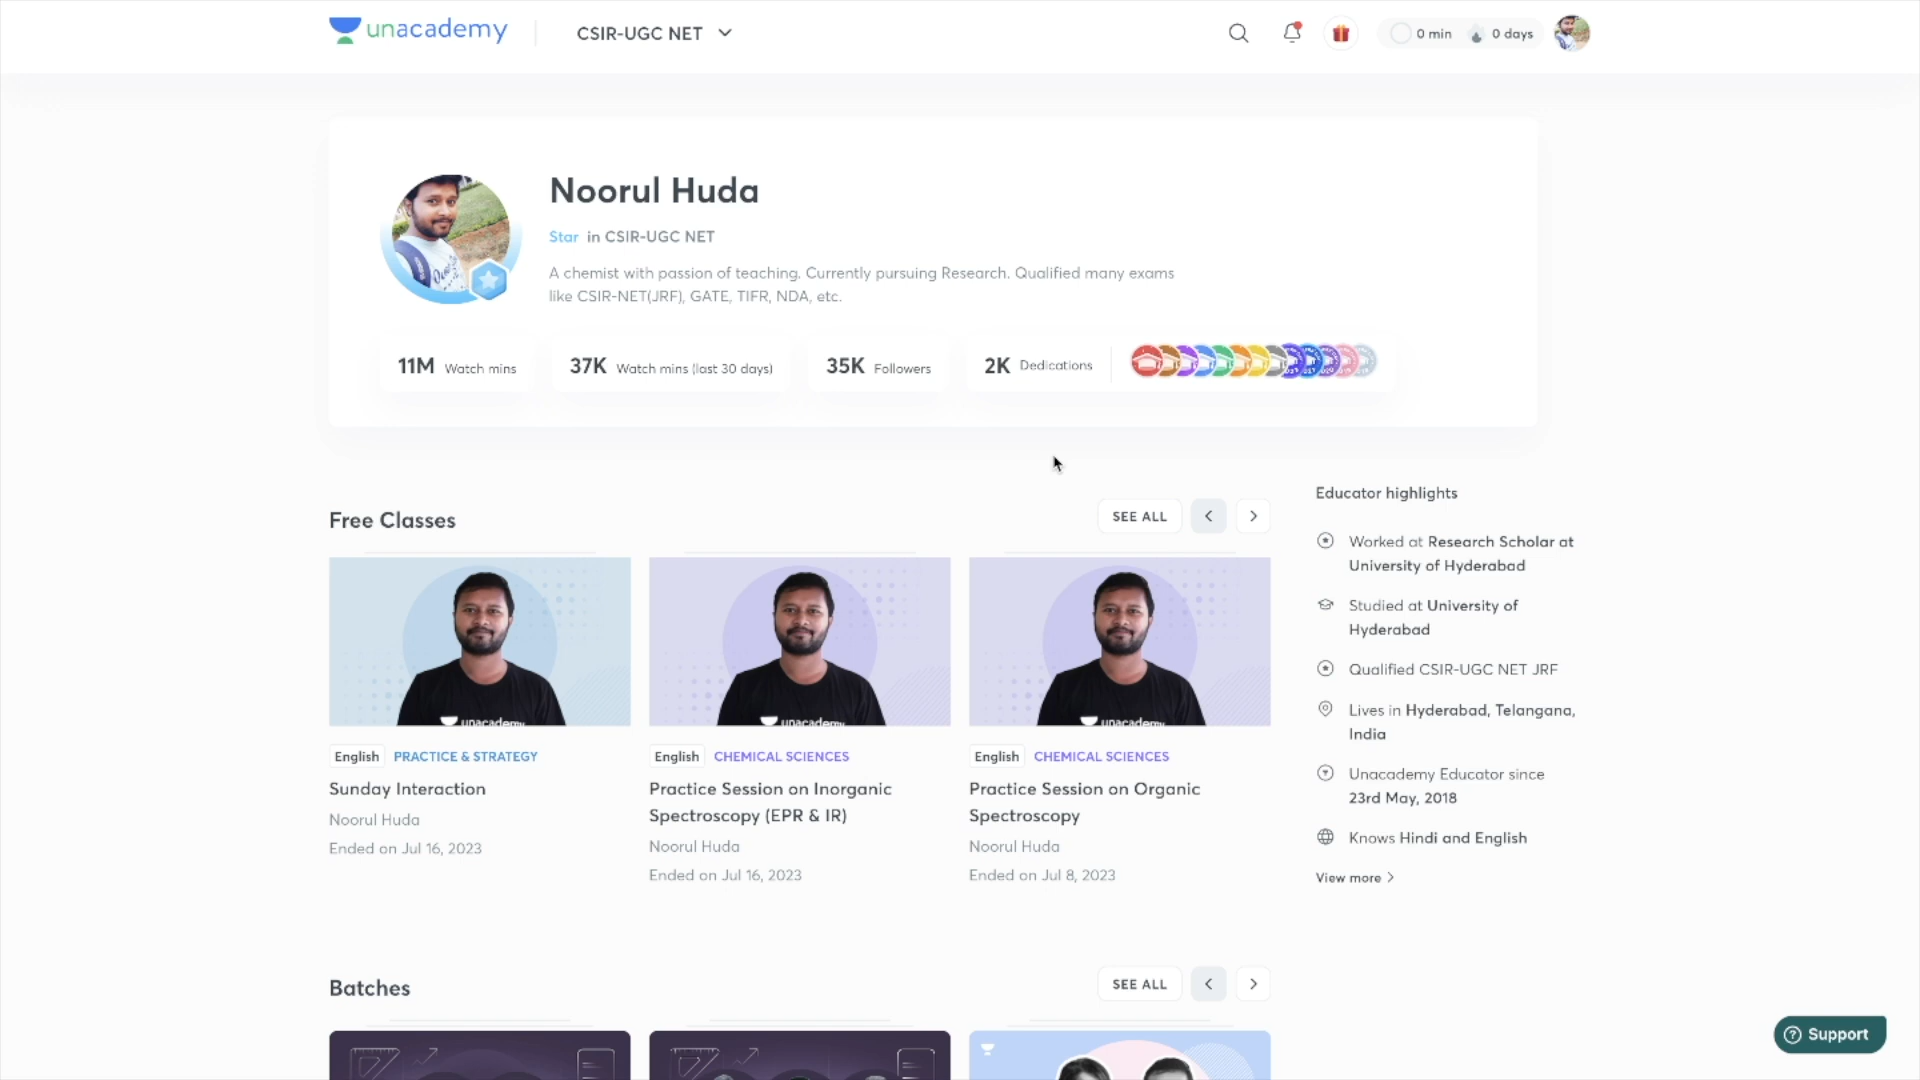 unacademy
CSIR-UGC NET
0 min
0 days
Noorul Huda
Star in CSIR-UGC NET
A chemist with passion of teaching. Currently pursuing Research. Qualified many exams
like CSIR-NET(JRF), GATE, TIFR, NDA, etc.
11M Watch mins
37K Watch mins (last 30 days)
35K Followers
2K Dedications
Free Classes
SEE ALL
unacademy
unacademy
unacademy
English PRACTICE & STRATEGY
Sunday Interaction
Noorul Huda
Ended on Jul 16, 2023
English CHEMICAL SCIENCES
Practice Session on Inorganic
Spectroscopy (EPR & IR)
Noorul Huda
Ended on Jul 16, 2023
English CHEMICAL SCIENCES
Practice Session on Organic
Spectroscopy
Noorul Huda
Ended on Jul 8, 2023
Educator highlights
Worked at Research Scholar at
University of Hyderabad
Studied at University of
Hyderabad
Qualified CSIR-UGC NET JRF
Lives in Hyderabad, Telangana,
India
Unacademy Educator since
23rd May, 2018
Knows Hindi and English
View more
Batches
SEE ALL
Support